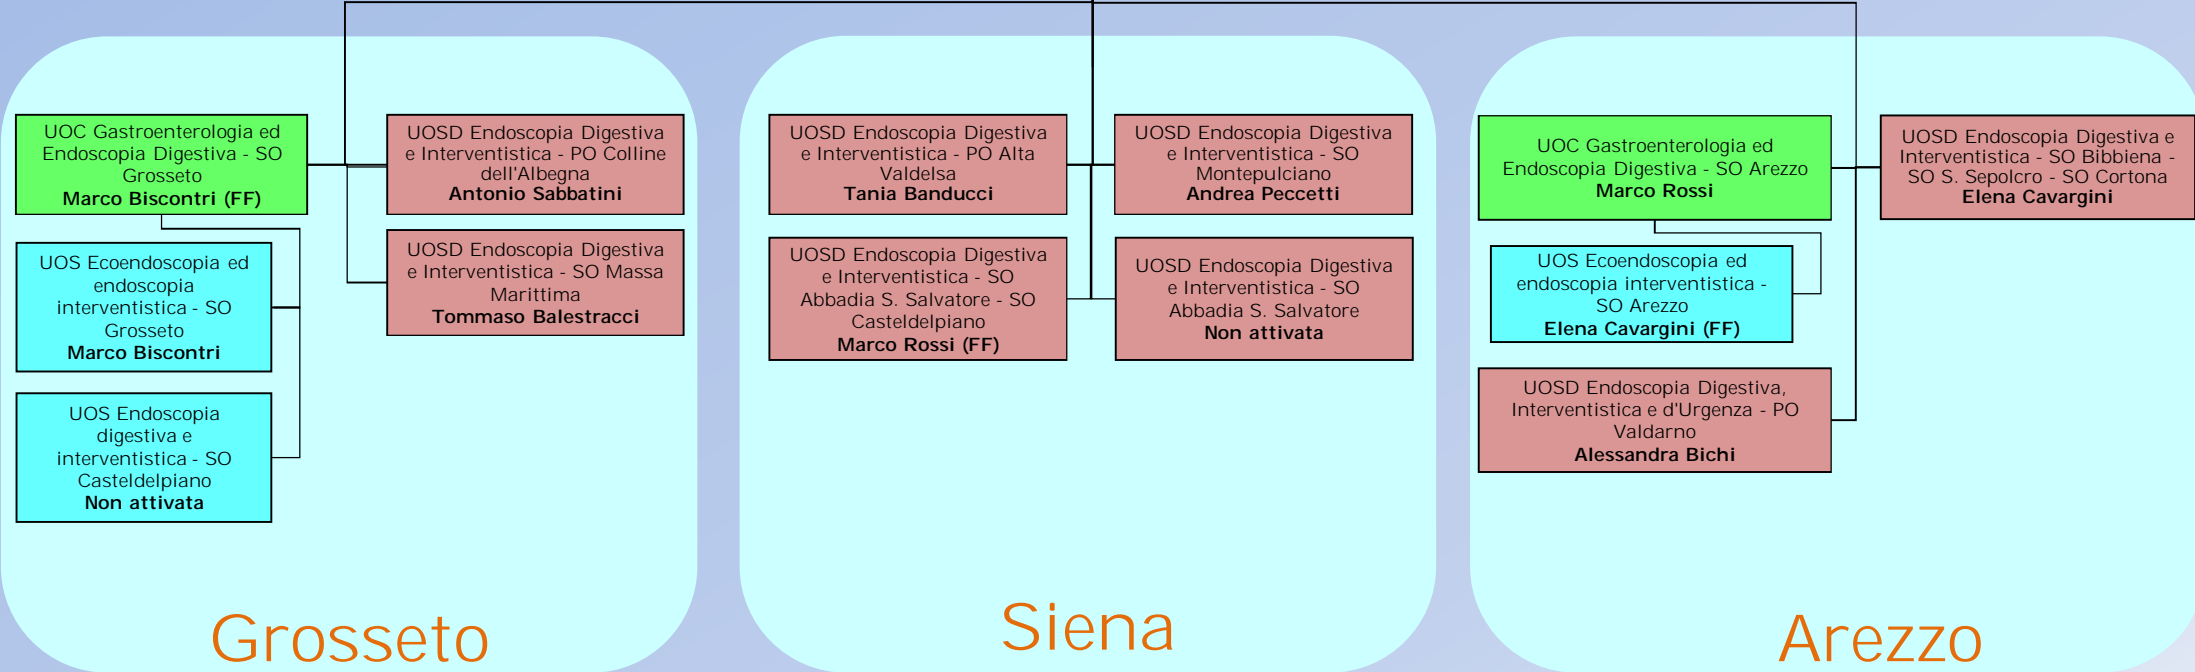 UOC Gastroenterologia ed
Endoscopia Digestiva - SO
Grosseto
Marco Biscontri (FF)
UOSD Endoscopia Digestiva
e Interventistica - PO Colline
dell'Albegna
Antonio Sabbatini
UOS Ecoendoscopia ed
endoscopia
interventistica - SO
Grosseto
Marco Biscontri
UOSD Endoscopia Digestiva
e Interventistica - SO Massa
Marittima
Tommaso Balestracci
UOS Endoscopia
digestiva e
interventistica - SO
Casteldelpiano
Non attivata
Grosseto
UOSD Endoscopia Digestiva
e Interventistica - PO Alta
Valdelsa
Tania Banducci
UOSD Endoscopia Digestiva
e Interventistica - SO
Montepulciano
Andrea Peccetti
UOSD Endoscopia Digestiva
e Interventistica - SO
Abbadia S. Salvatore - SO
Casteldelpiano
Marco Rossi (FF)
UOSD Endoscopia Digestiva
e Interventistica - SO
Abbadia S. Salvatore
Non attivata
Siena
UOC Gastroenterologia ed
Endoscopia Digestiva - SO Arezzo
Marco Rossi
UOSD Endoscopia Digestiva e
Interventistica - SO Bibbiena -
SO S. Sepolcro - SO Cortona
Elena Cavargini
UOS Ecoendoscopia ed
endoscopia interventistica -
SO Arezzo
Elena Cavargini (FF)
UOSD Endoscopia Digestiva,
Interventistica e d'Urgenza - PO
Valdarno
Alessandra Bichi
Arezzo